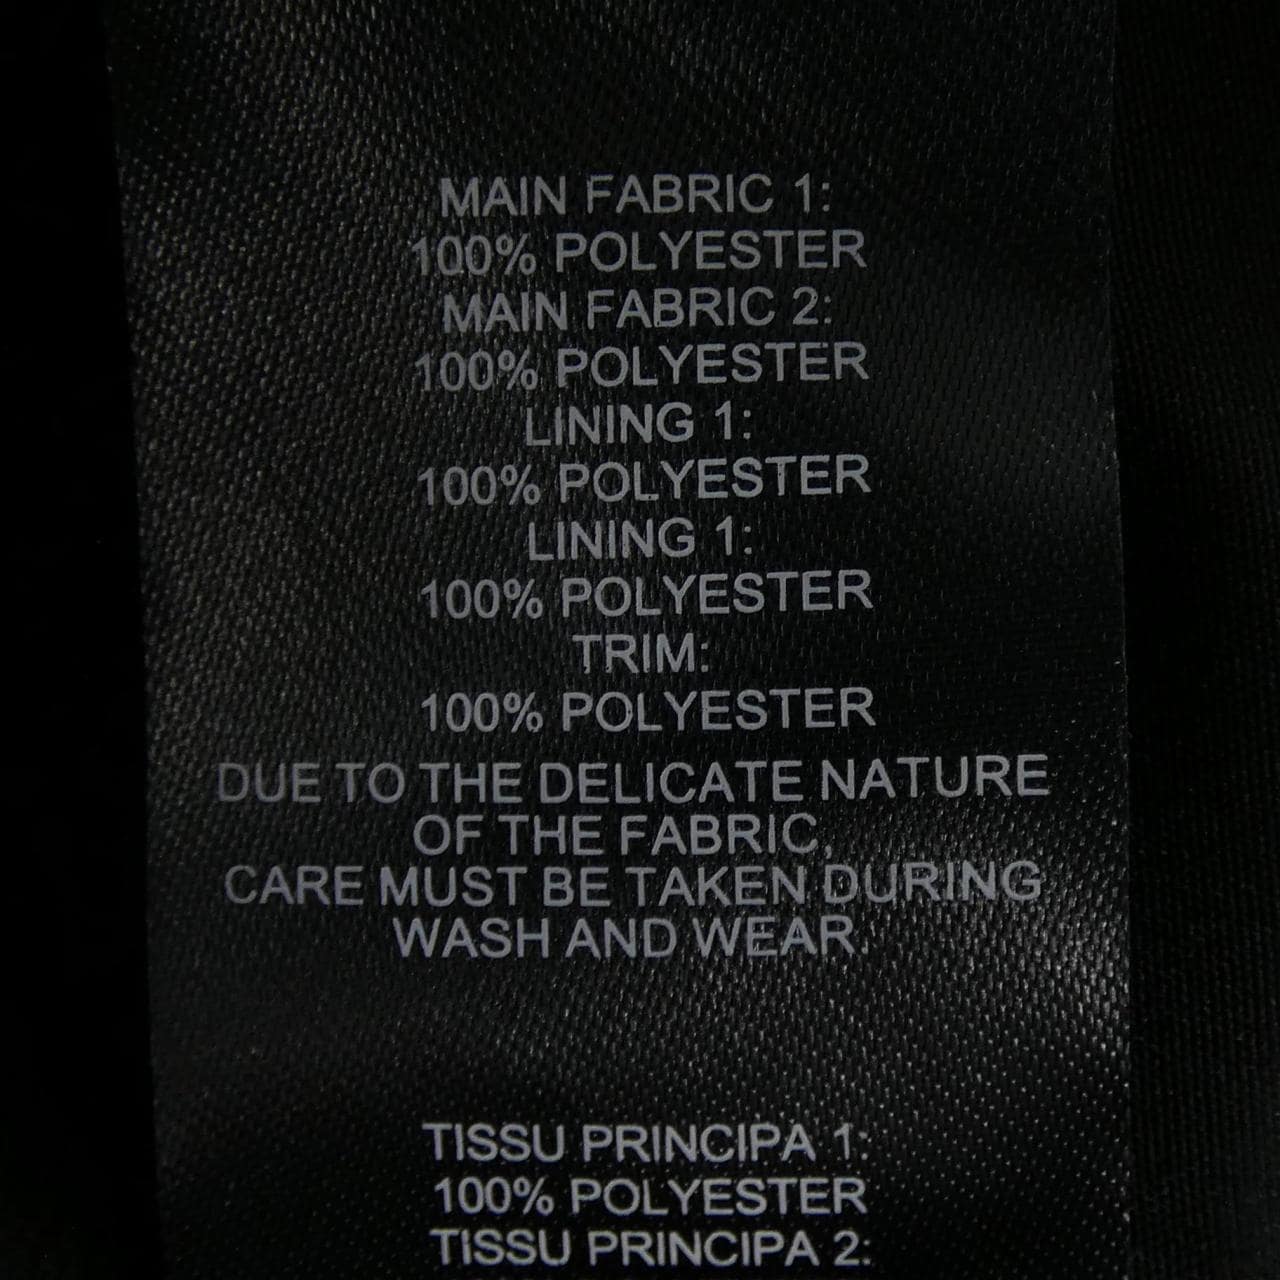 MAIN FABRIC 1:
100% POLYESTER
MAIN FABRIC 2:
100% POLYESTER
LINING 1:
100% POLYESTER
LINING 1:
100% POLYESTER
TRIM:
100% POLYESTER
DUE TO THE DELICATE NATURE
OF THE FABRIC,
CARE MUST BE TAKEN DURING
WASH AND WEAR.
TISSU PRINCIPA 1:
100% POLYESTER
TISSU PRINCIPA 2: